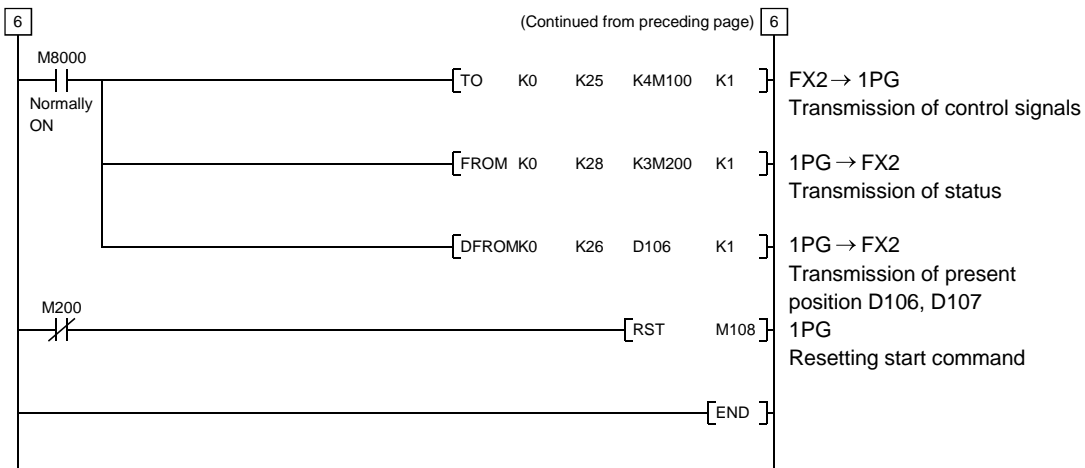 6 (Continued from preceding page) 6
M8000
TO K0 K25 K4M100 K1 FX2→ 1PG
Normally
ON
Transmission of control signals
FROM K0 K28 K3M200 K1 1PG → FX2
Transmission of status
DFROMK0 K26 D106 K1 1PG → FX2
Transmission of present
position D106, D107
M200
RST M108 1PG
Resetting start command
END